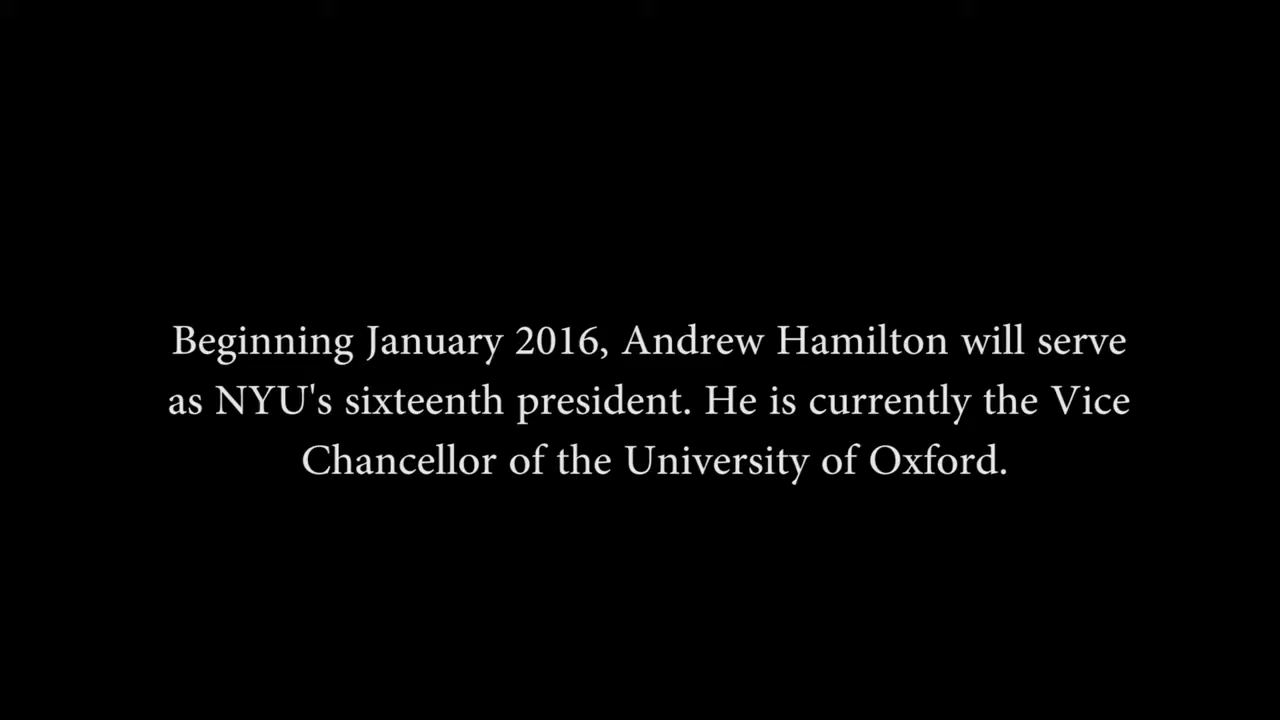 Beginning January 2016, Andrew Hamilton will serve
as NYU's sixteenth president. He is currently the Vice
Chancellor of the University of Oxford.